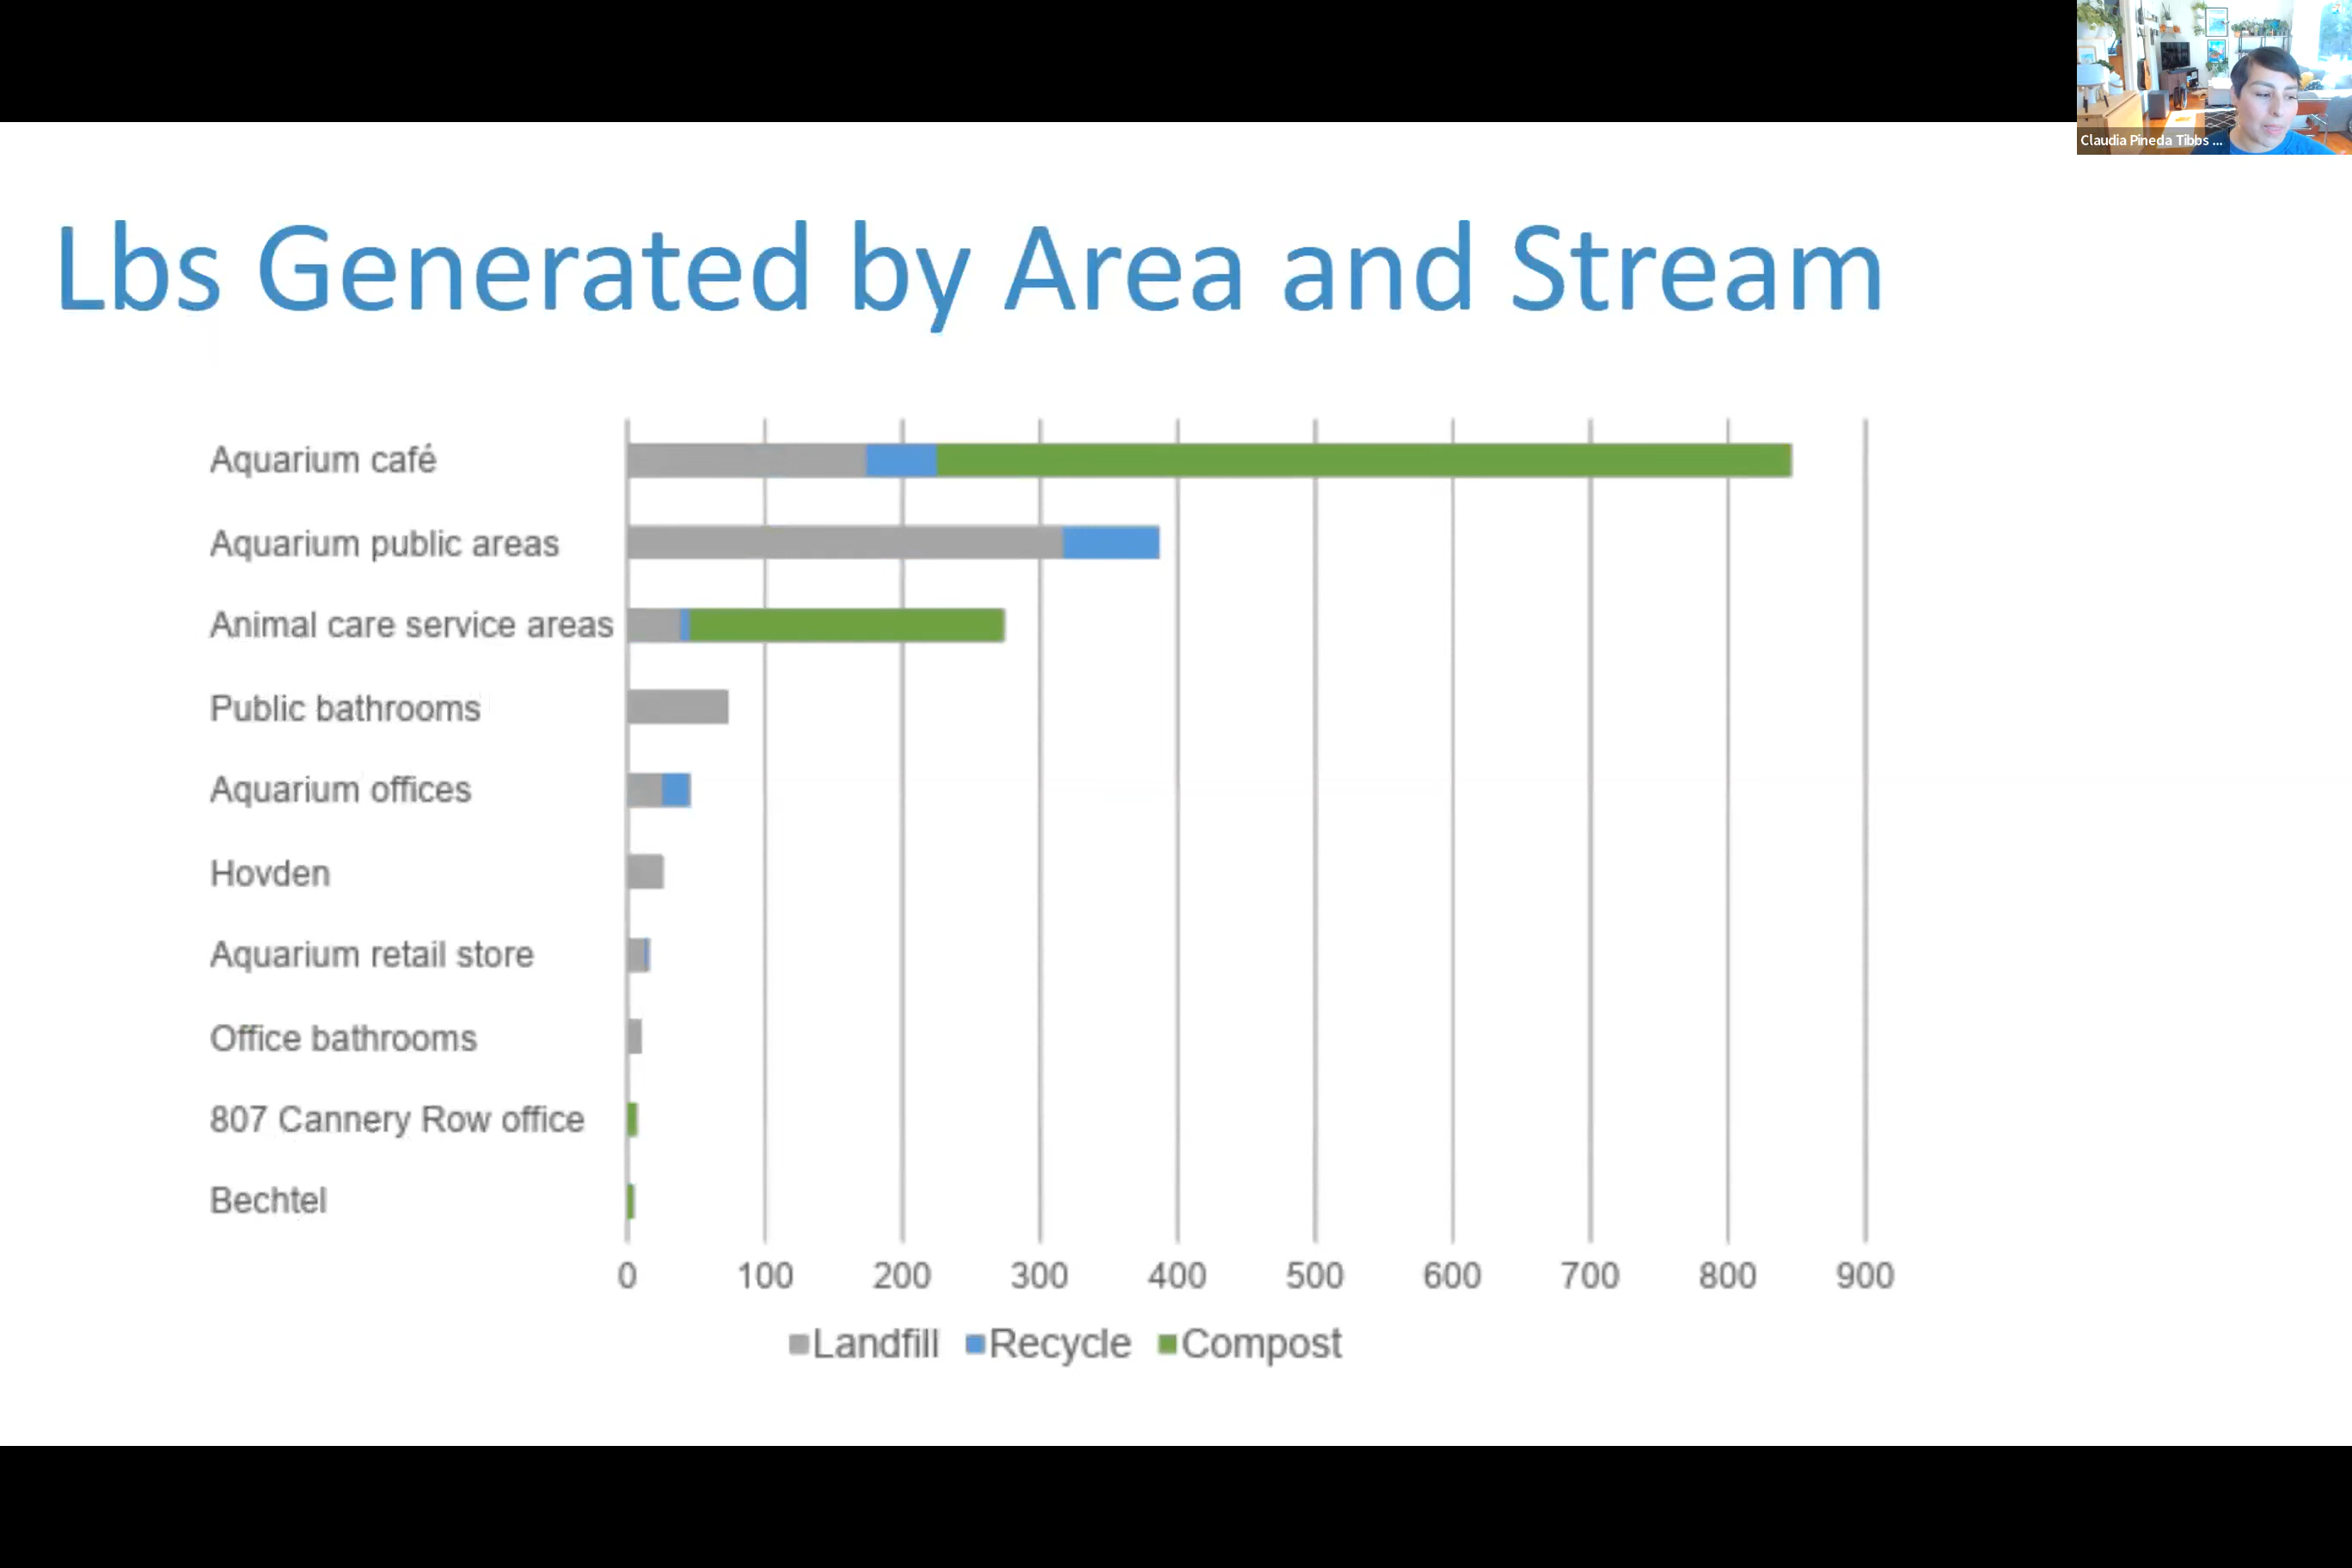 Claudia Pineda Tibbs ...
Lbs Generated by Area and Stream
Aquarium café
Aquarium public areas
Animal care service areas
Public bathrooms
Aquarium offices
Hovden
Aquarium retail store
Office bathrooms
807 Cannery Row office
Bechtel
0 100 200 300 400 500 600 700 800 900
Landfill Recycle Compost